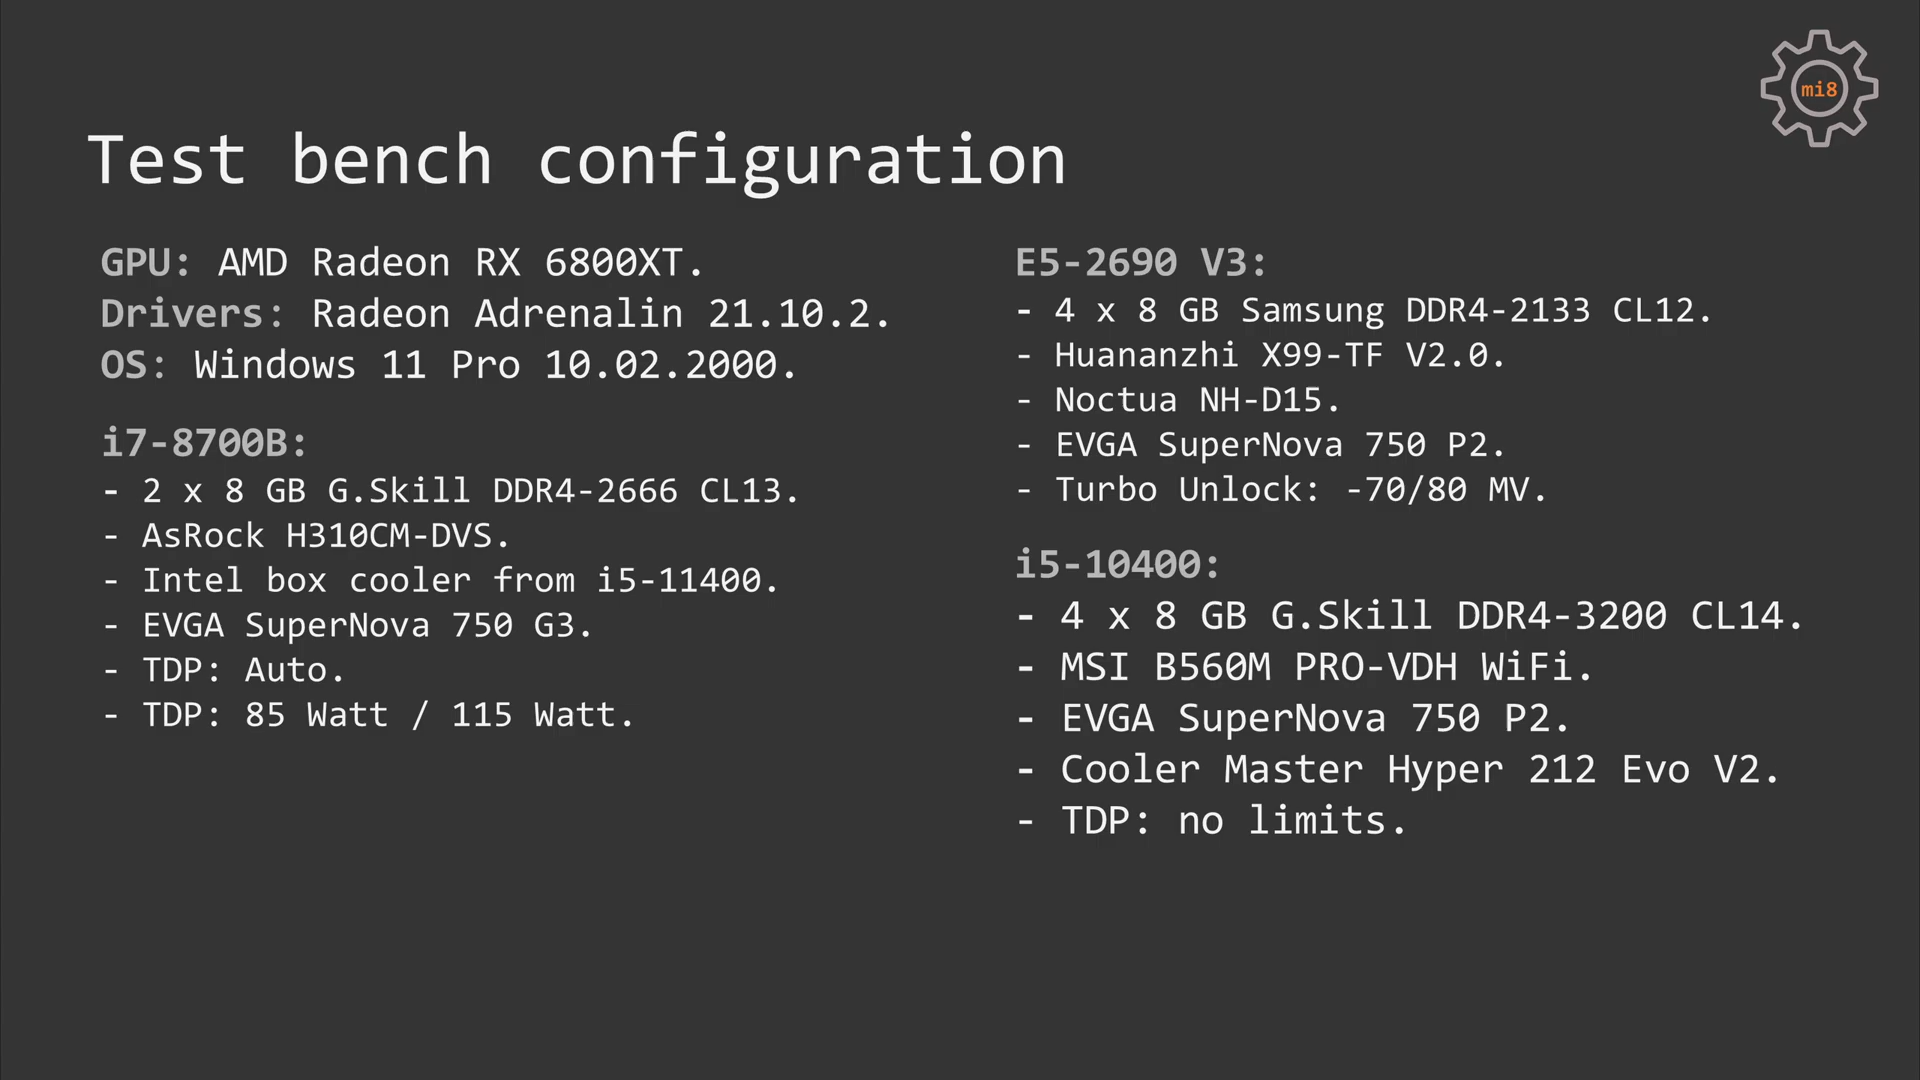 mi8
Test bench configuration
GPU: AMD Radeon RX 6800XT.
Drivers: Radeon Adrenalin 21.10.2.
OS: Windows 11 Pro 10.02.2000.
i7-8700B:
- 2 x 8 GB G.Skill DDR4-2666 CL13.
- AsRock H310CM-DVS.
- Intel box cooler from i5-11400.
- EVGA SuperNova 750 G3.
- TDP: Auto.
- TDP: 85 Watt / 115 Watt.
E5-2690 V3:
- 4 x 8 GB Samsung DDR4-2133 CL12.
- Huananzhi X99-TF V2.0.
- Noctua NH-D15.
- EVGA SuperNova 750 P2.
- Turbo Unlock: -70/80 MV.
i5-10400:
- 4 x 8 GB G.Skill DDR4-3200 CL14.
- MSI B560M PRO-VDH WiFi.
- EVGA SuperNova 750 P2.
- Cooler Master Hyper 212 Evo V2.
- TDP: no limits.